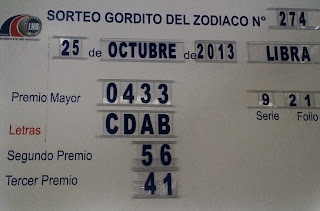 SORTEO GORDITO DEL ZODIACO Nº 274
25 de OCTUBRE de 2013 LIBRA
Premio Mayor 0433 9 21
Serie Folio
Letras CDAB
Segundo Premio 56
Tercer Premio 41